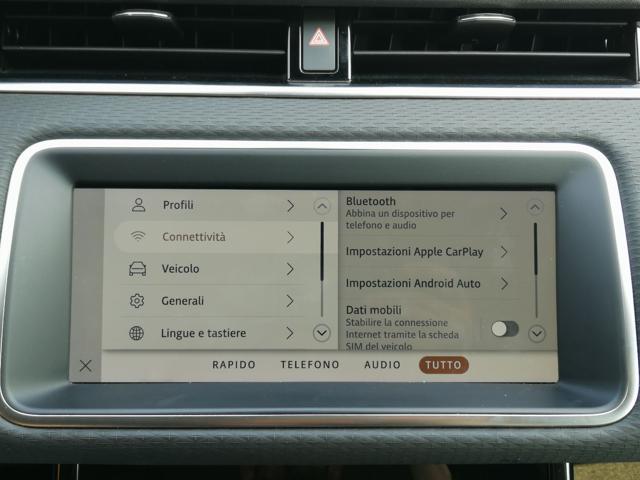 Profili
Connettività
Veicolo
Generali
Lingue e tastiere
Bluetooth
Abbina un dispositivo per
telefono e audio
Impostazioni Apple CarPlay
Impostazioni Android Auto
Dati mobili
Stabilire la connessione
Internet tramite la scheda
SIM del veicolo
RAPIDO TELEFONO AUDIO TUTTO